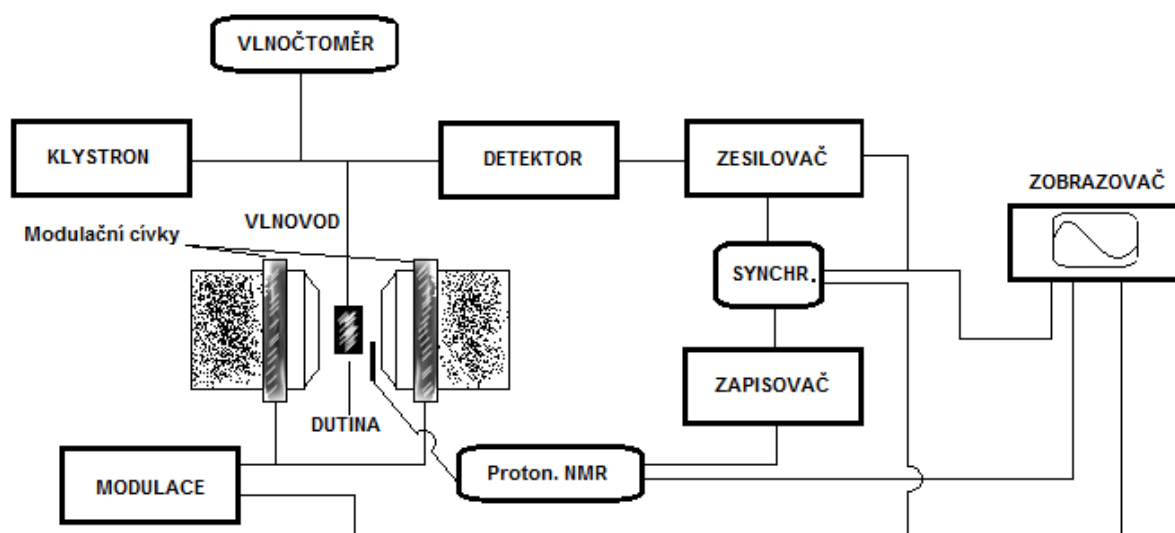 VLNOČTOMĚR
KLYSTRON
DETEKTOR
ZESILOVAČ
ZOBRAZOVAČ
VLNOVOD
Modulační cívky
SYNCHR.
ZAPISOVAČ
DUTINA
Proton. NMR
MODULACE